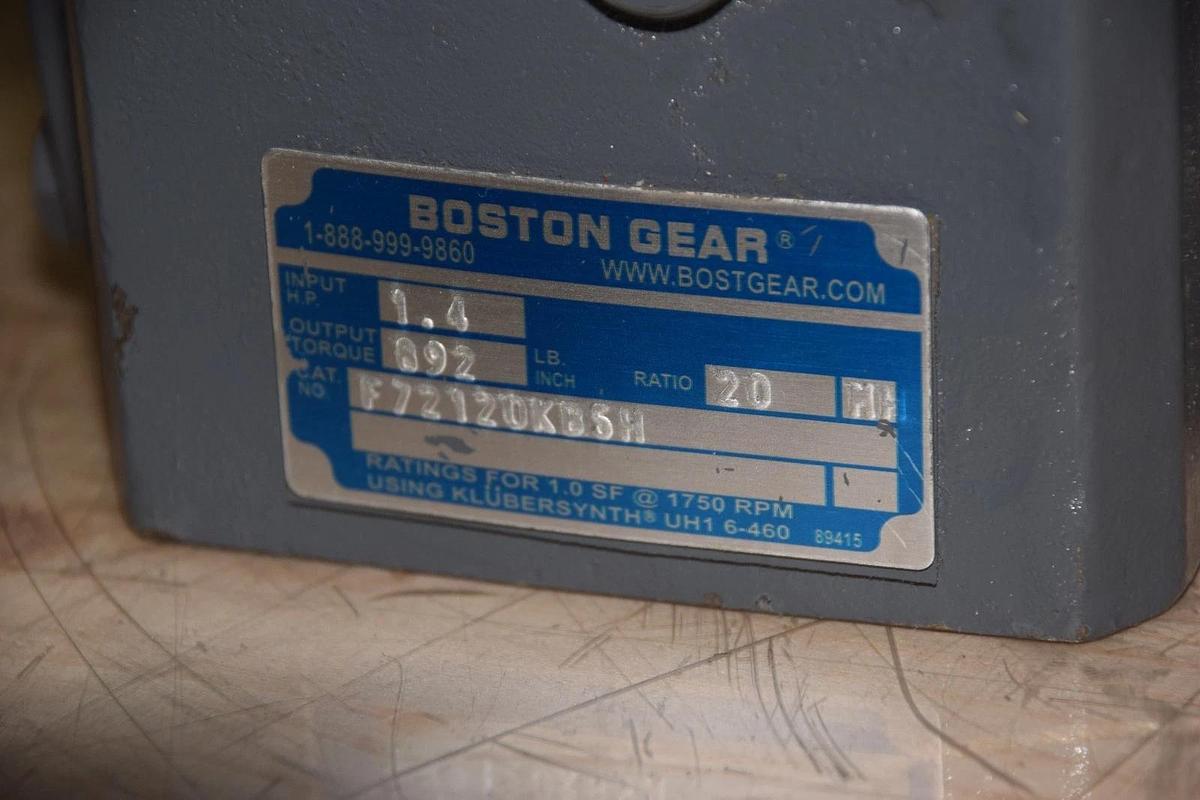 BOSTON GEAR®
1-888-999-9860
WWW.BOSTGEAR.COM
INPUT H.P. 1.4
OUTPUT TORQUE 892 LB. INCH RATIO 20
CAT. NO. F72120KB5H
RATINGS FOR 1.0 SF @ 1750 RPM
USING KLÜBERSYNTH® UH1 6-460 89415